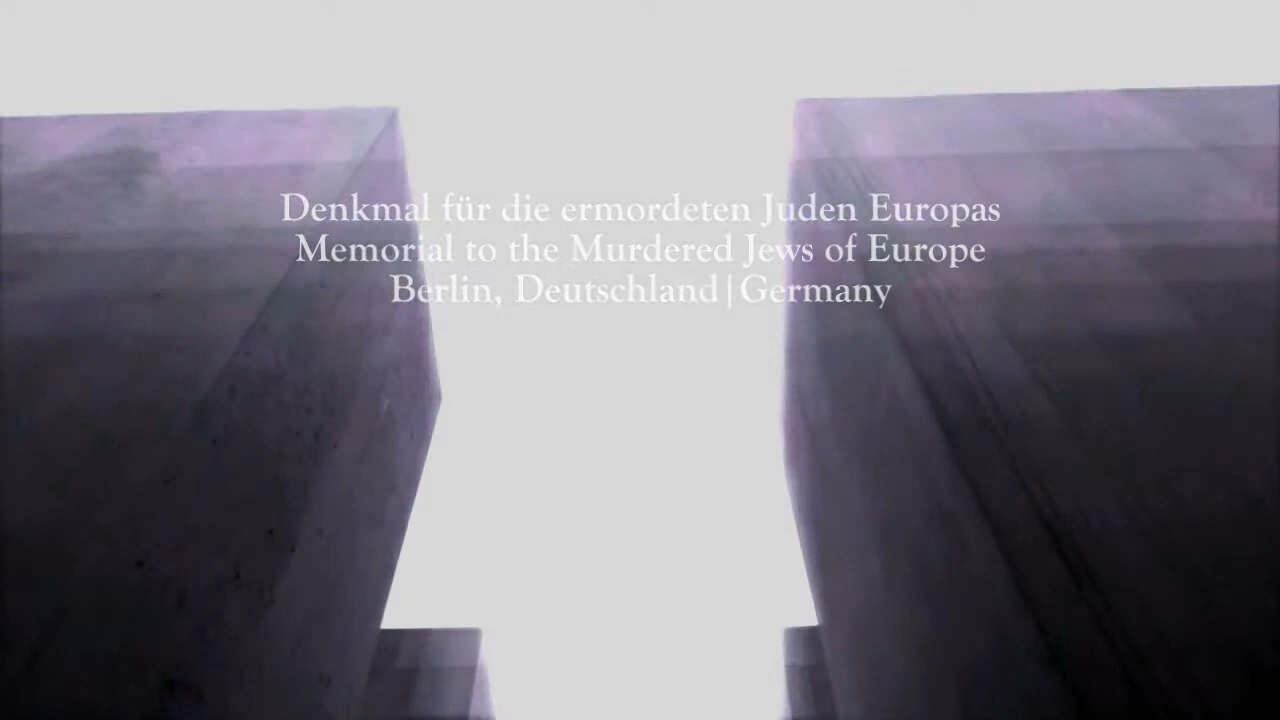 Denkmal für die ermordeten Juden Europas
Memorial to the Murdered Jews of Europe
Berlin, Deutschland|Germany